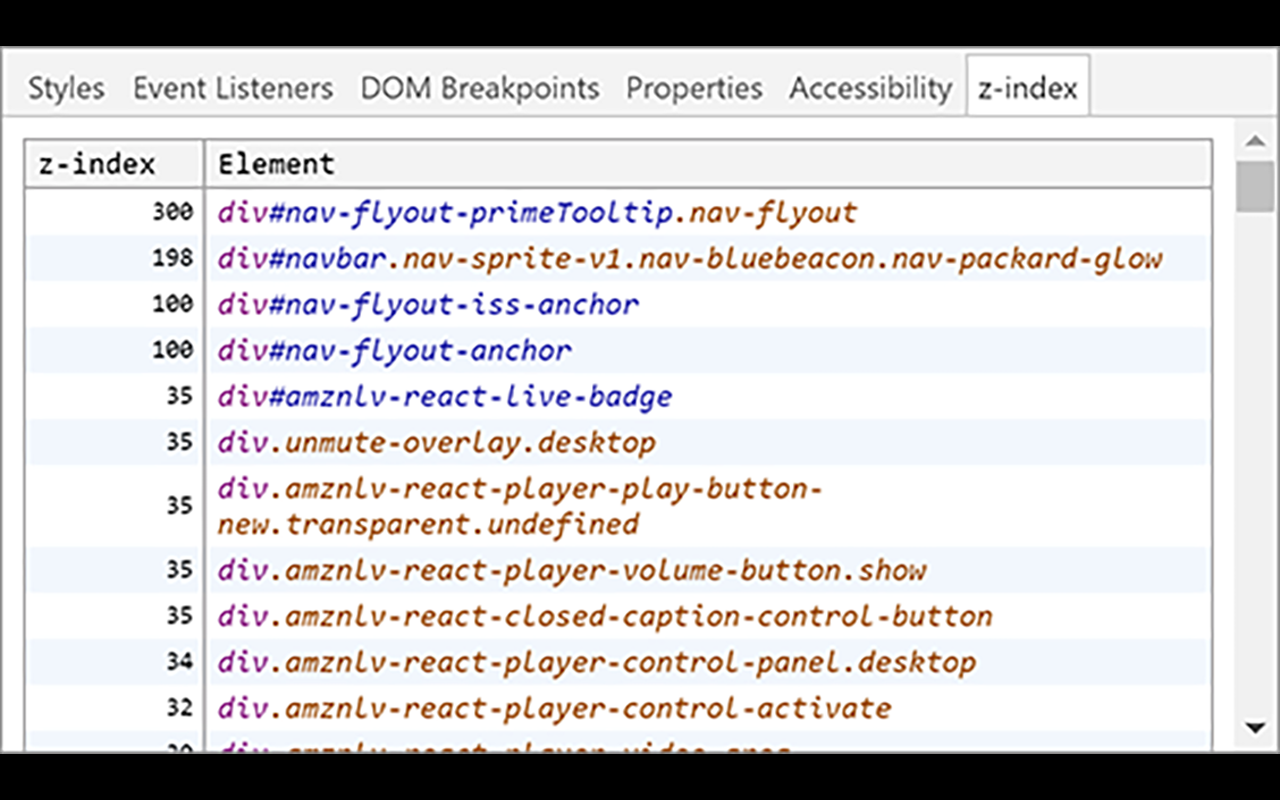 Styles Event Listeners DOM Breakpoints Properties Accessibility z-index
z-index Element
300 div#nav-flyout-primeTooltip.nav-flyout
198 div#navbar.nav-sprite-v1.nav-bluebeacon.nav-packard-glow
100 div#nav-flyout-iss-anchor
100 div#nav-flyout-anchor
35 div#amznlv-react-live-badge
35 div.unmute-overlay.desktop
35 div.amznlv-react-player-play-button-
new.transparent.undefined
35 div.amznlv-react-player-volume-button.show
35 div.amznlv-react-closed-caption-control-button
34 div.amznlv-react-player-control-panel.desktop
32 div.amznlv-react-player-control-activate